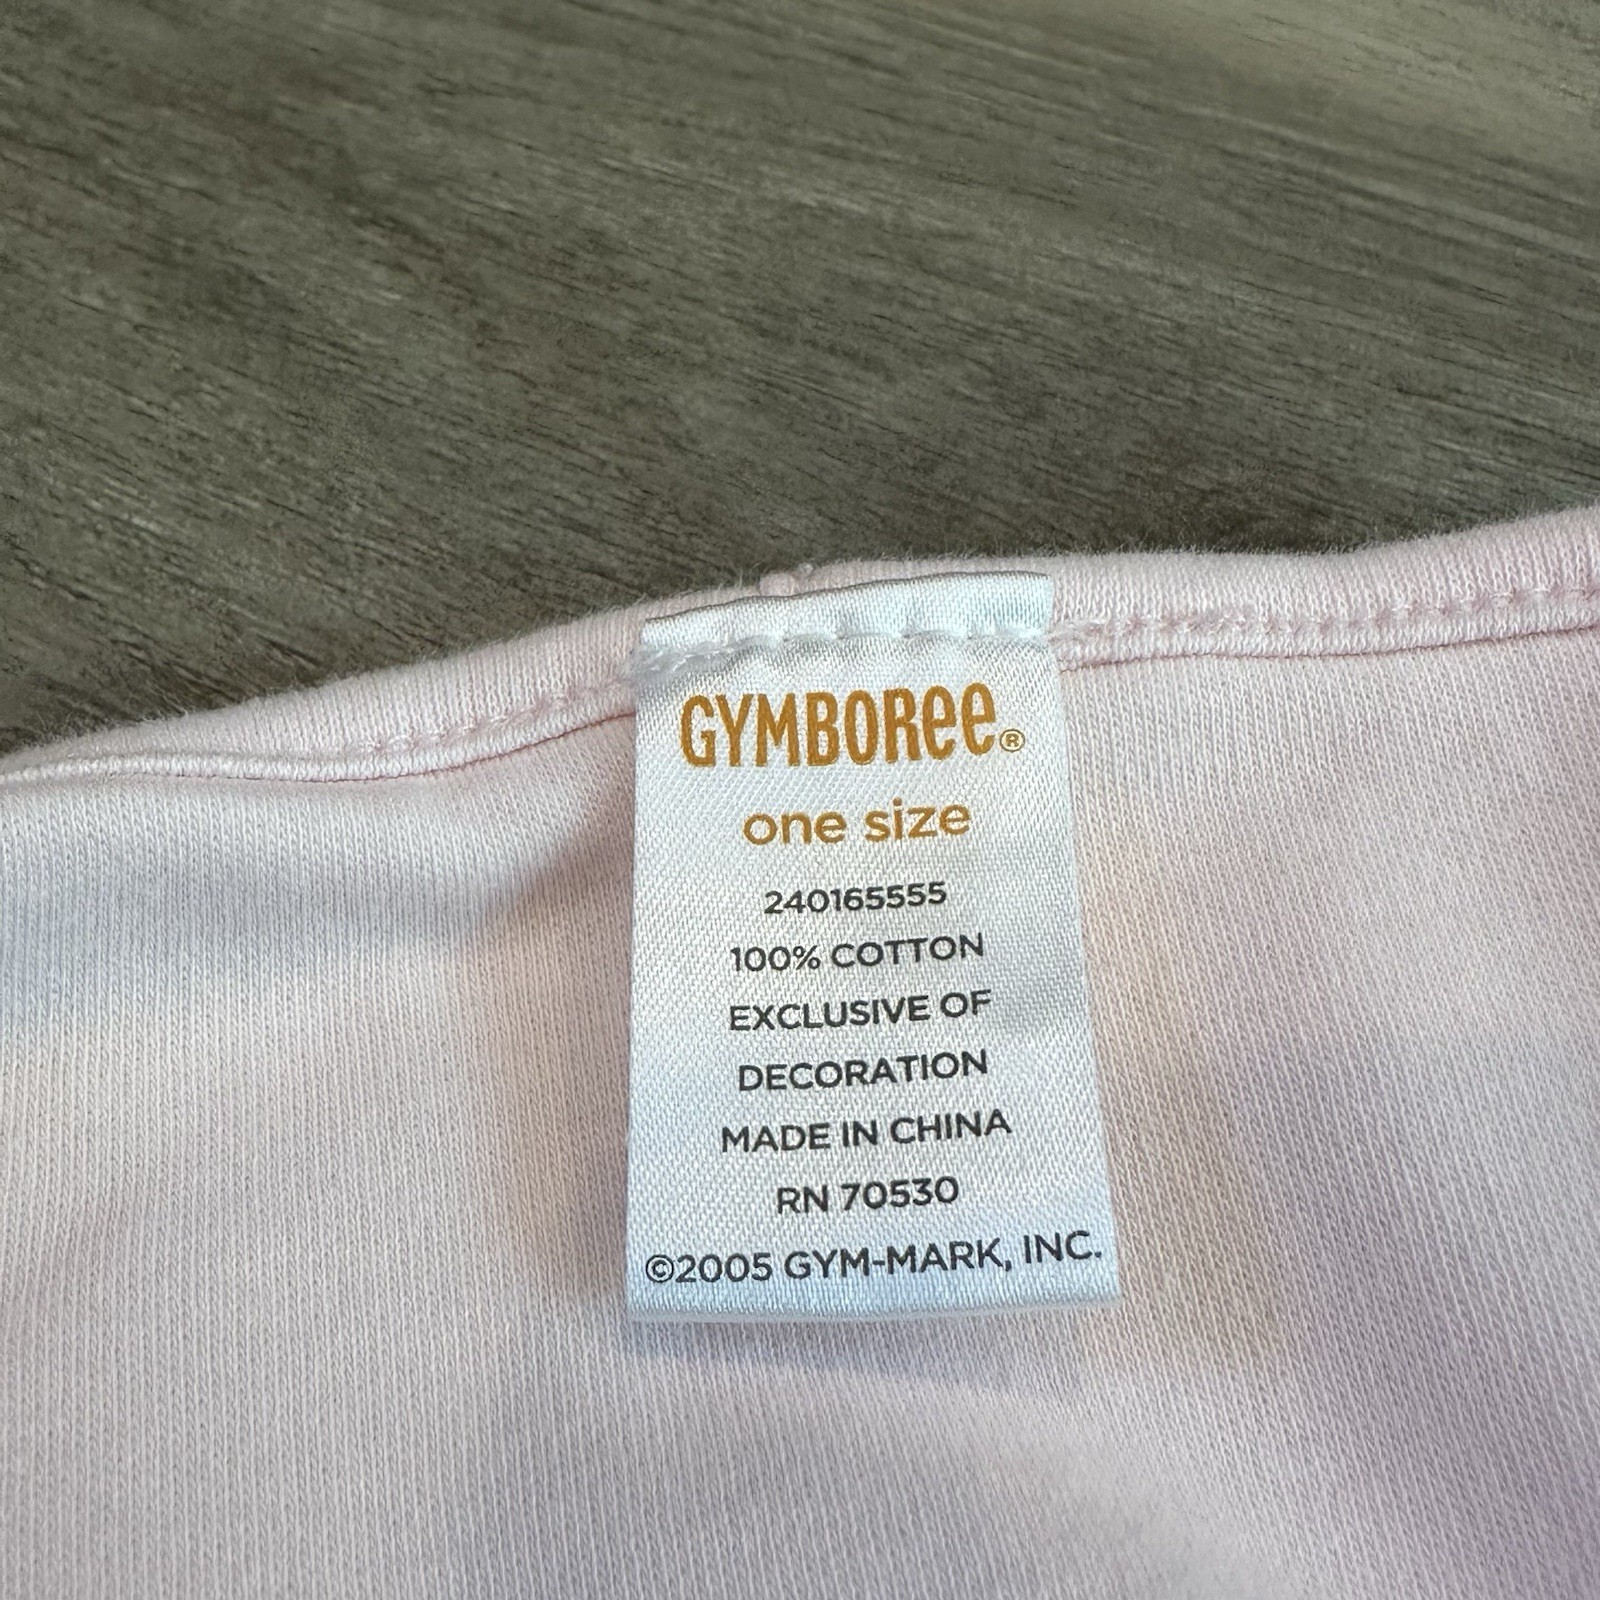 GYMBOREE®
one size
240165555
100% COTTON
EXCLUSIVE OF
DECORATION
MADE IN CHINA
RN 70530
©2005 GYM-MARK, INC.